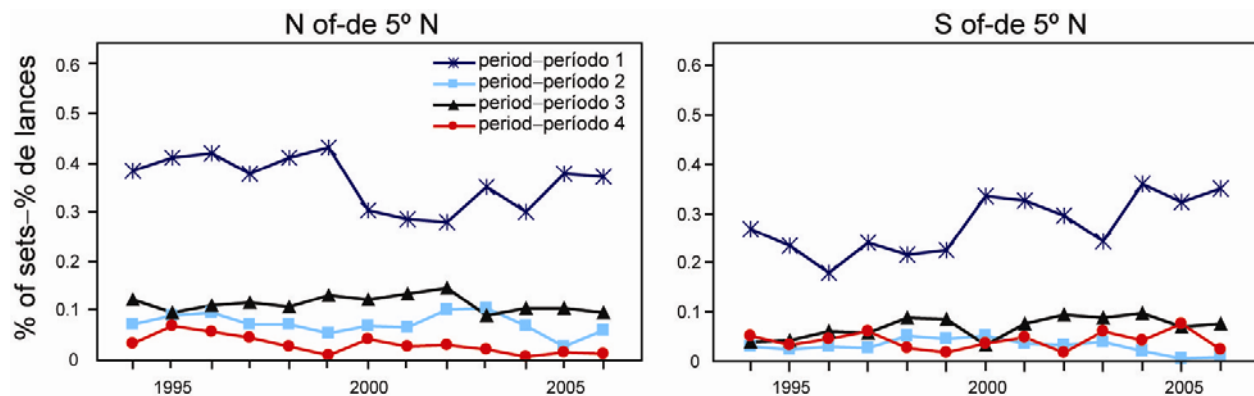 N of-de 5º N
S of-de 5º N
% of sets–% de lances
0.6
0.5
0.4
0.3
0.2
0.1
0
period–período 1
period–período 2
period–período 3
period–período 4
1995
2000
2005
0.6
0.5
0.4
0.3
0.2
0.1
0
1995
2000
2005